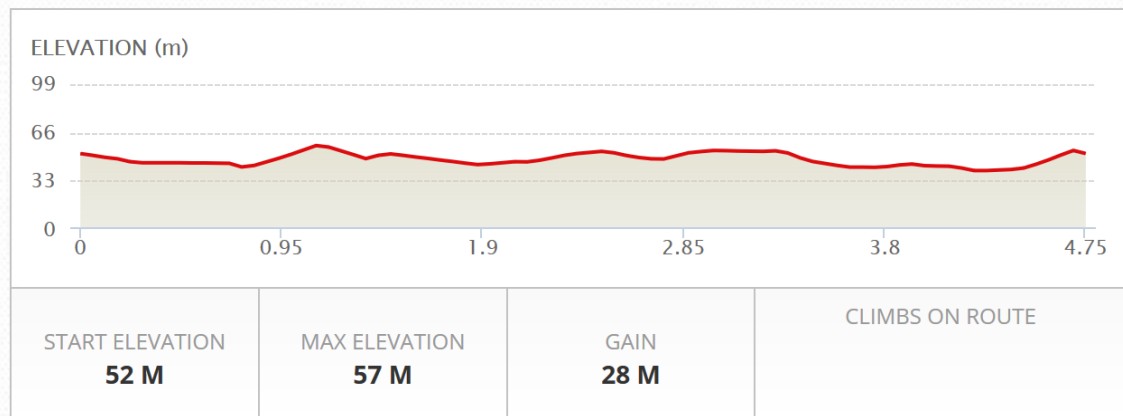 ELEVATION (m)
99
66
33
0
0 0.95 1.9 2.85 3.8 4.75
START ELEVATION
52 M
MAX ELEVATION
57 M
GAIN
28 M
CLIMBS ON ROUTE